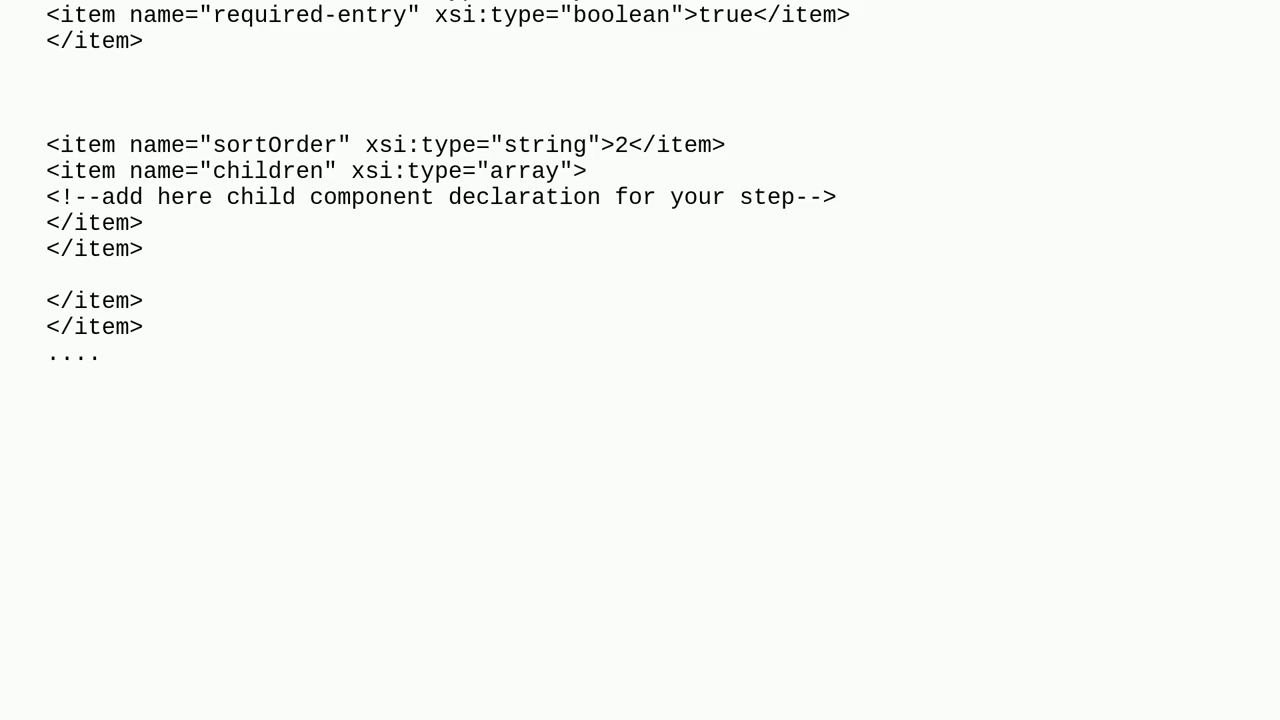 <item name="required-entry" xsi:type="boolean">true</item>
</item>
<item name="sortOrder" xsi:type="string">2</item>
<item name="children" xsi:type="array">
<!--add here child component declaration for your step-->
</item>
</item>
</item>
</item>
....